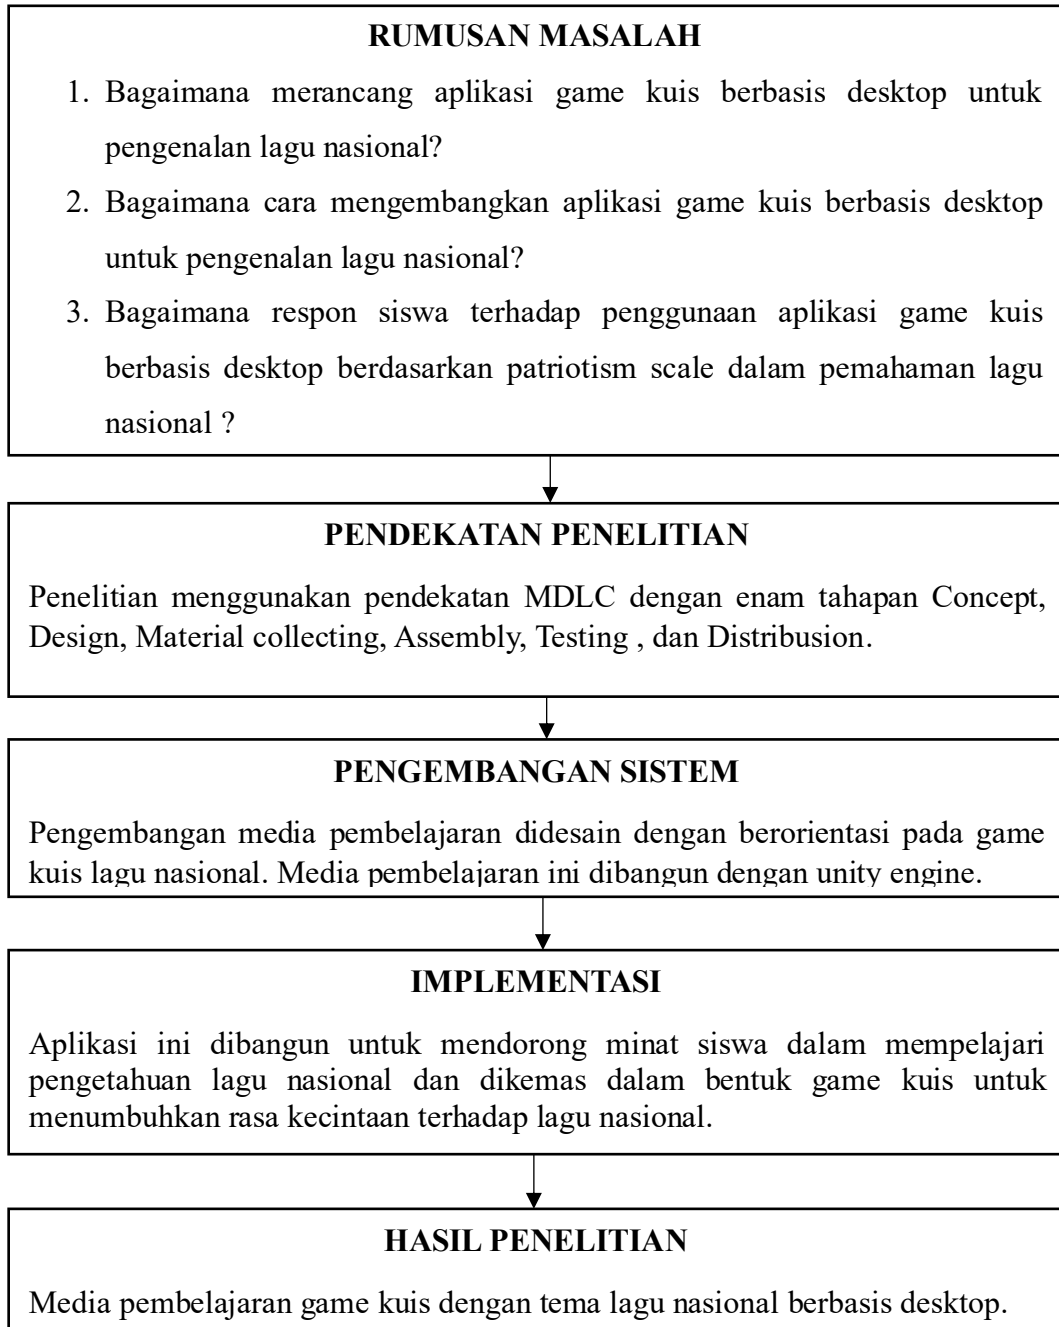 RUMUSAN MASALAH
1. Bagaimana merancang aplikasi game kuis berbasis desktop untuk
pengenalan lagu nasional?
2. Bagaimana cara mengembangkan aplikasi game kuis berbasis desktop
untuk pengenalan lagu nasional?
3. Bagaimana respon siswa terhadap penggunaan aplikasi game kuis
berbasis desktop berdasarkan patriotism scale dalam pemahaman lagu
nasional ?
PENDEKATAN PENELITIAN
Penelitian menggunakan pendekatan MDLC dengan enam tahapan Concept,
Design, Material collecting, Assembly, Testing , dan Distribusion.
PENGEMBANGAN SISTEM
Pengembangan media pembelajaran didesain dengan berorientasi pada game
kuis lagu nasional. Media pembelajaran ini dibangun dengan unity engine.
IMPLEMENTASI
Aplikasi ini dibangun untuk mendorong minat siswa dalam mempelajari
pengetahuan lagu nasional dan dikemas dalam bentuk game kuis untuk
menumbuhkan rasa kecintaan terhadap lagu nasional.
HASIL PENELITIAN
Media pembelajaran game kuis dengan tema lagu nasional berbasis desktop.